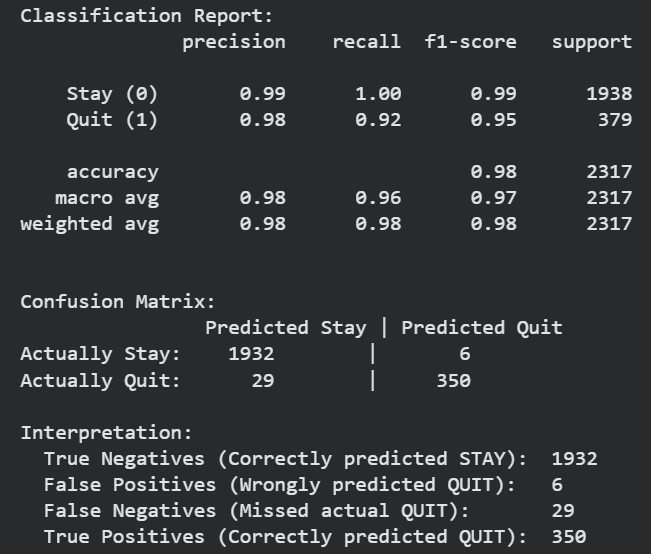 Classification Report:
precision recall f1-score support
Stay (0) 0.99 1.00 0.99 1938
Quit (1) 0.98 0.92 0.95 379
accuracy 0.98 2317
macro avg 0.98 0.96 0.97 2317
weighted avg 0.98 0.98 0.98 2317
Confusion Matrix:
Predicted Stay | Predicted Quit
Actually Stay: 1932 | 6
Actually Quit: 29 | 350
Interpretation:
True Negatives (Correctly predicted STAY): 1932
False Positives (Wrongly predicted QUIT): 6
False Negatives (Missed actual QUIT): 29
True Positives (Correctly predicted QUIT): 350